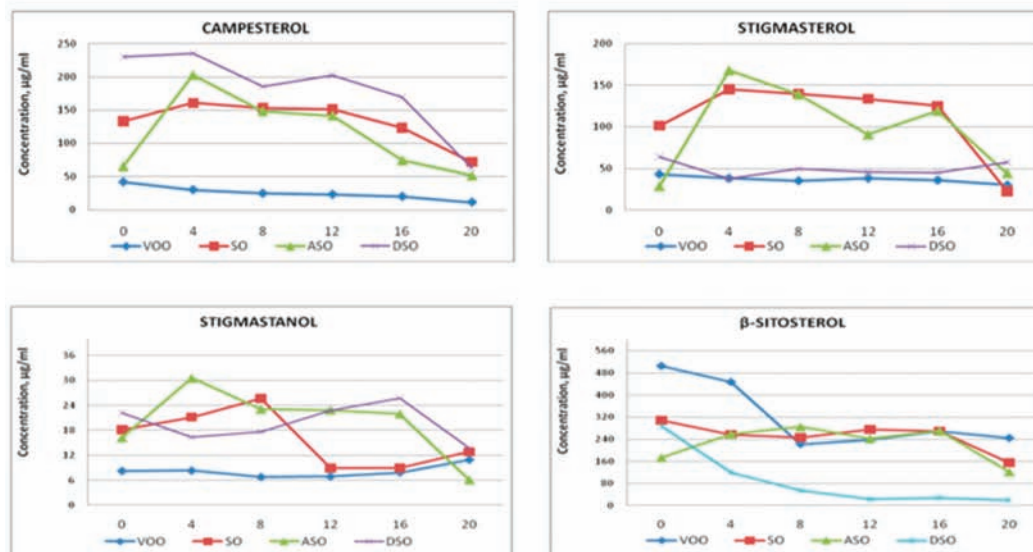 CAMPESTEROL
Concentration, µg/ml
250
200
150
100
50
0
0 4 8 12 16 20
VOO SO ASO DSO
STIGMASTEROL
Concentration, µg/ml
200
150
100
50
0
0 4 8 12 16 20
VOO SO ASO DSO
STIGMASTANOL
Concentration, µg/ml
36
30
24
18
12
6
0
0 4 8 12 16 20
VOO SO ASO DSO
β-SITOSTEROL
Concentration, µg/ml
560
480
400
320
240
160
80
0
0 4 8 12 16 20
VOO SO ASO DSO